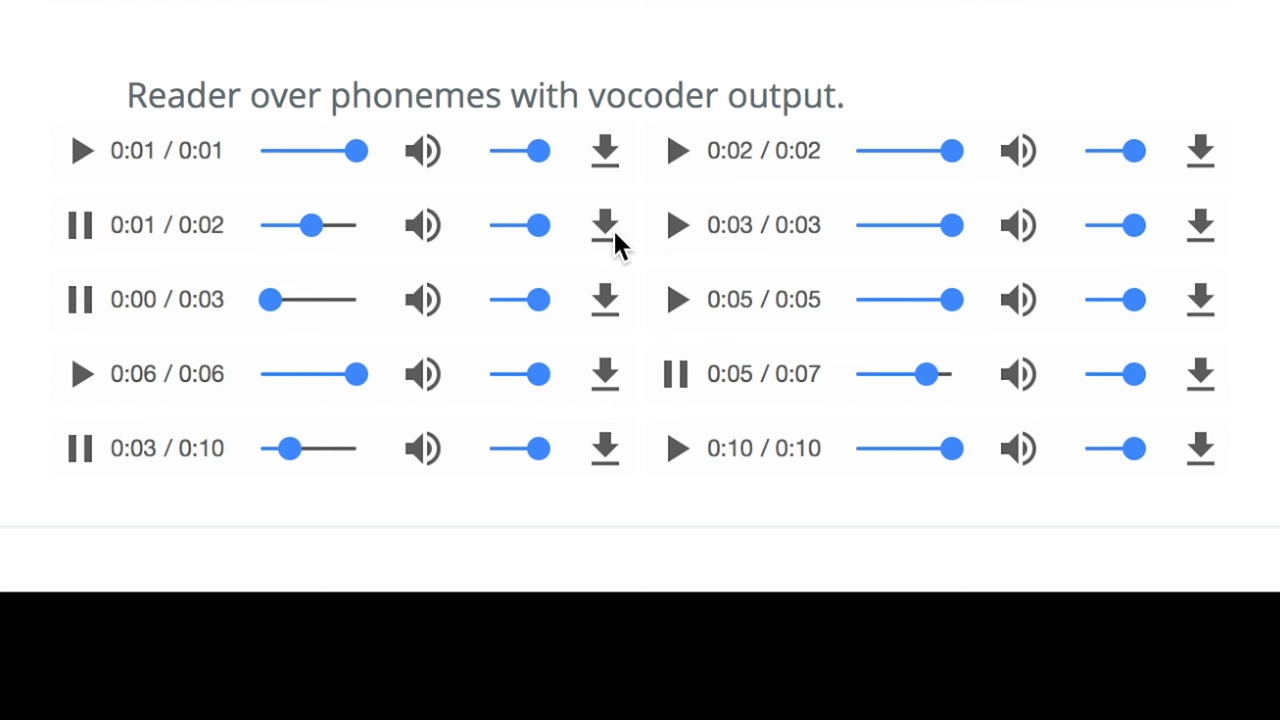 Reader over phonemes with vocoder output.
0:01 / 0:01 0:02 / 0:02
0:01 / 0:02 0:03 / 0:03
0:00 / 0:03 0:05 / 0:05
0:06 / 0:06 0:05 / 0:07
0:03 / 0:10 0:10 / 0:10